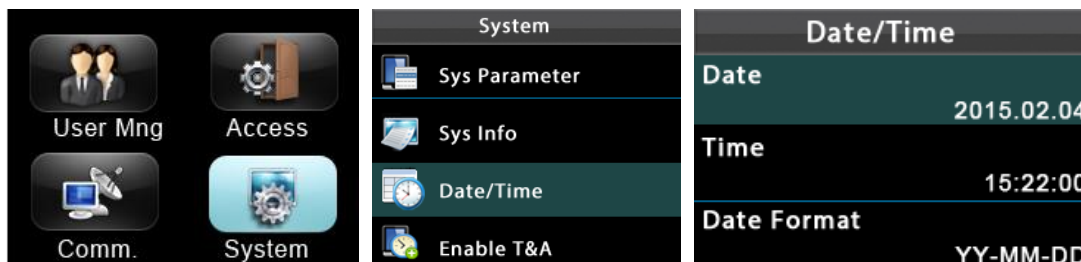 User Mng
Access
Comm.
System
System
Sys Parameter
Sys Info
Date/Time
Enable T&A
Date/Time
Date
2015.02.04
Time
15:22:00
Date Format
YY-MM-DD